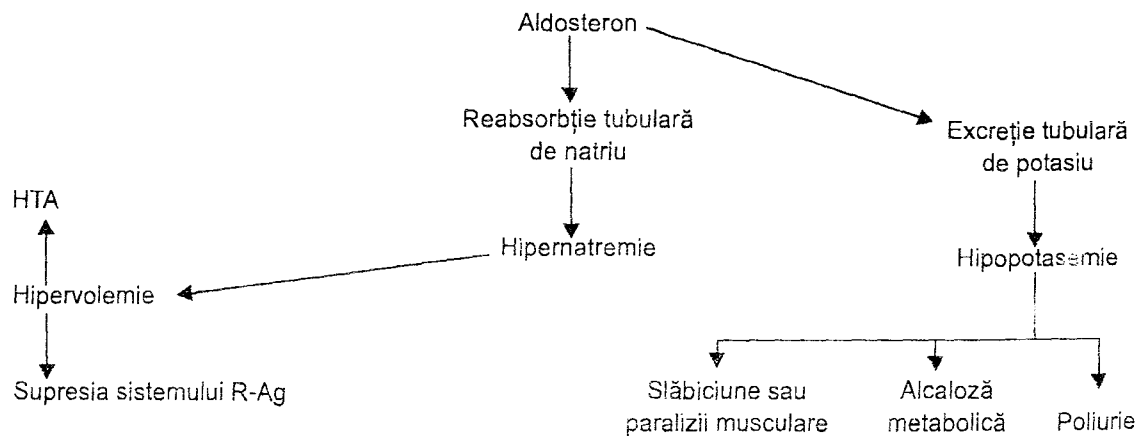 Aldosteron
Reabsorbție tubulară
de natriu
Excreție tubulară
de potasiu
HTA
Hipernatremie
Hipopotasemie
Hipervolemie
Supresia sistemului R-Ag
Slăbiciune sau
paralizii musculare
Alcaloză
metabolică
Poliurie